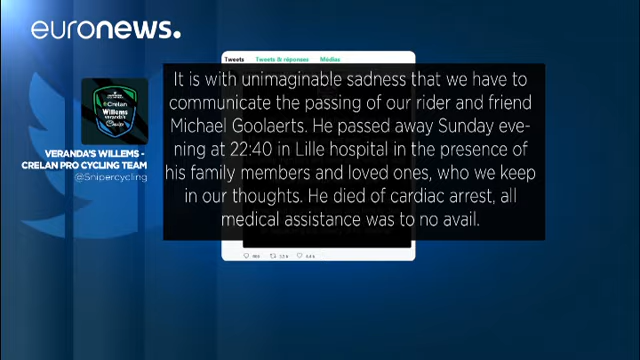 euronews.
Tweets Tweets & réponses Médias
It is with unimaginable sadness that we have to
communicate the passing of our rider and friend
Michael Goolaerts. He passed away Sunday eve-
ning at 22:40 in Lille hospital in the presence of
his family members and loved ones, who we keep
in our thoughts. He died of cardiac arrest, all
medical assistance was to no avail.
Crelan
Willems
Veranda's
VERANDA'S WILLEMS -
CRELAN PRO CYCLING TEAM
@Snipercycling